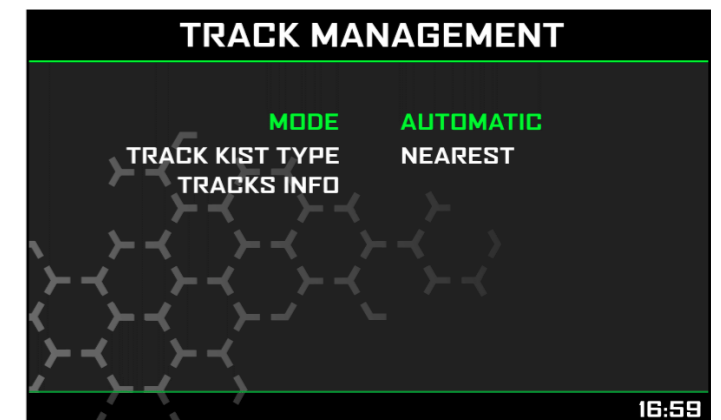 TRACK MANAGEMENT
MODE AUTOMATIC
TRACK KIST TYPE NEAREST
TRACKS INFO
16:59